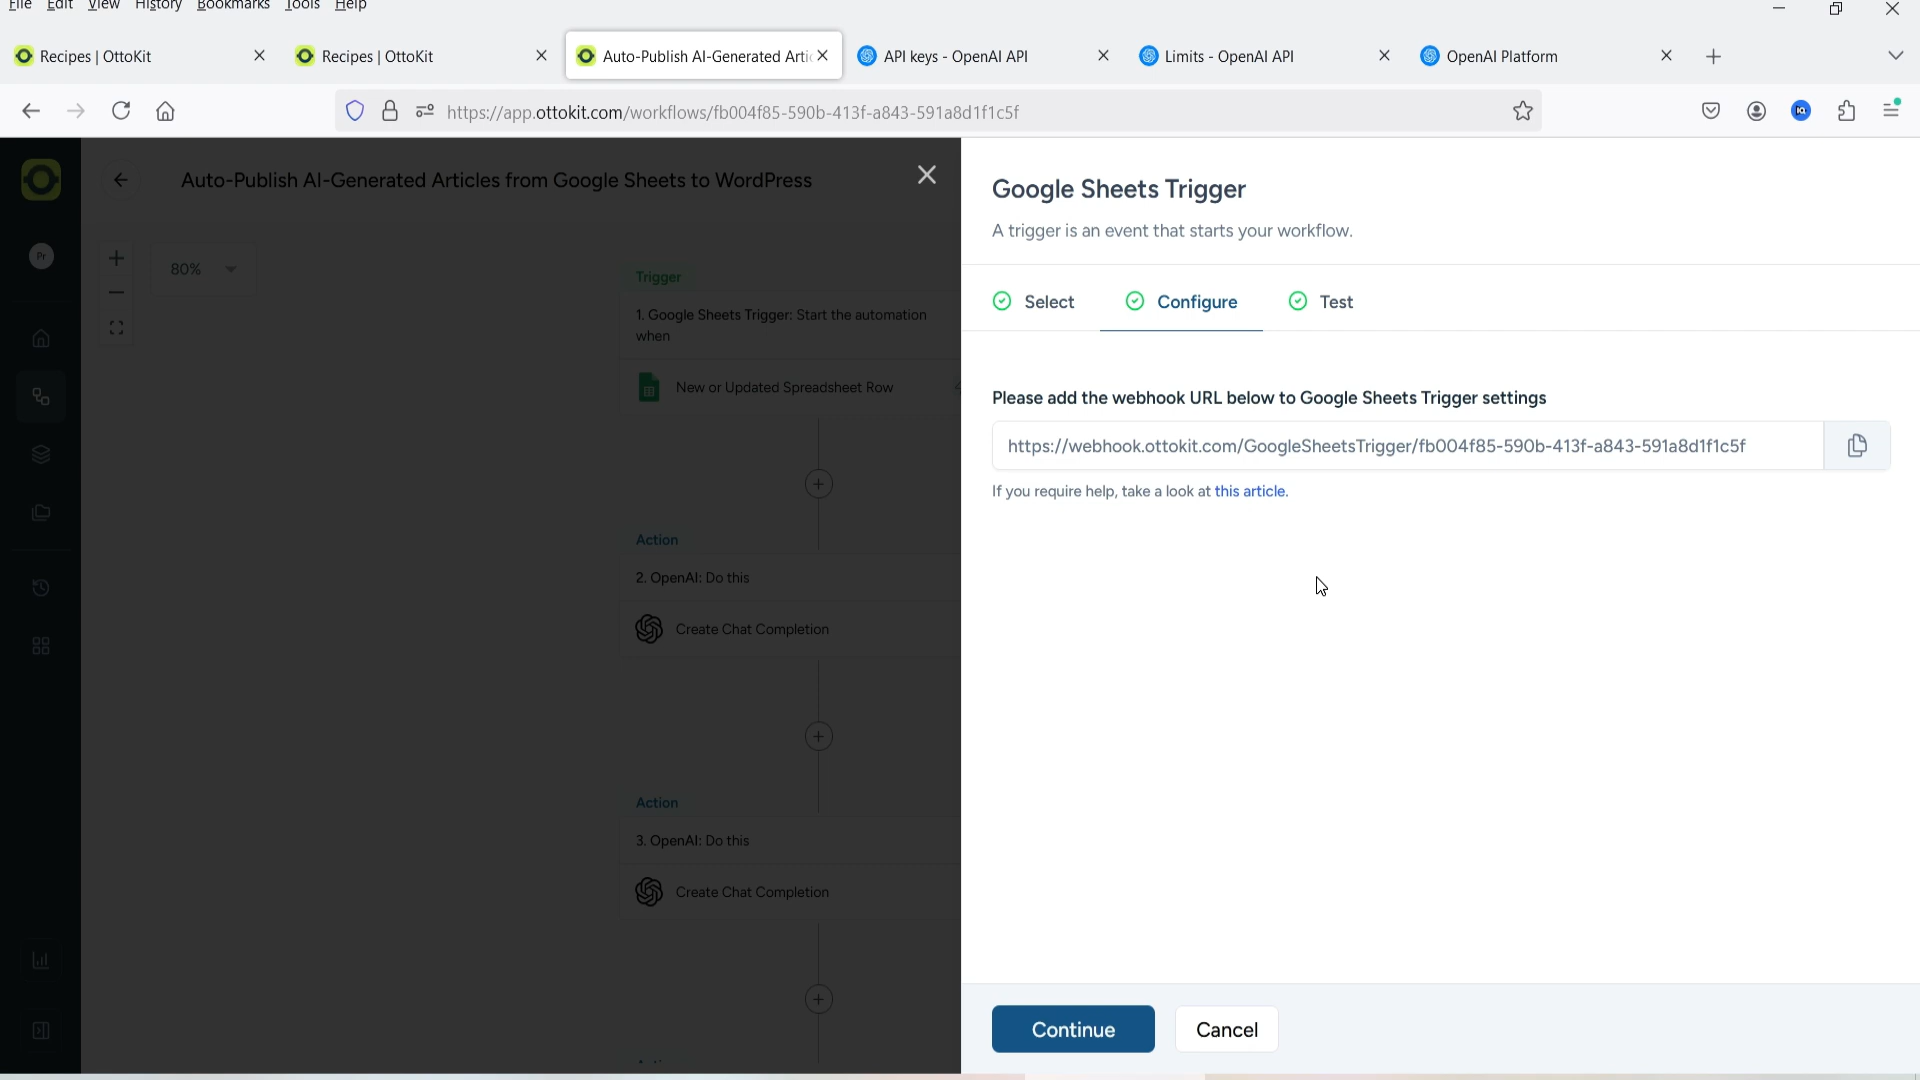 File Edit View History Bookmarks Tools Help
Recipes | OttoKit
Recipes | OttoKit
Auto-Publish AI-Generated Artic
API keys - OpenAI API
Limits - OpenAI API
OpenAI Platform
https://app.ottokit.com/workflows/fb004f85-590b-413f-a843-591a8d1f1c5f
Auto-Publish AI-Generated Articles from Google Sheets to WordPress
Pr
80%
Trigger
1. Google Sheets Trigger: Start the automation
when
New or Updated Spreadsheet Row
Action
2. OpenAI: Do this
Create Chat Completion
Action
3. OpenAI: Do this
Create Chat Completion
Google Sheets Trigger
A trigger is an event that starts your workflow.
Select
Configure
Test
Please add the webhook URL below to Google Sheets Trigger settings
https://webhook.ottokit.com/GoogleSheetsTrigger/fb004f85-590b-413f-a843-591a8d1f1c5f
If you require help, take a look at this article.
Continue
Cancel